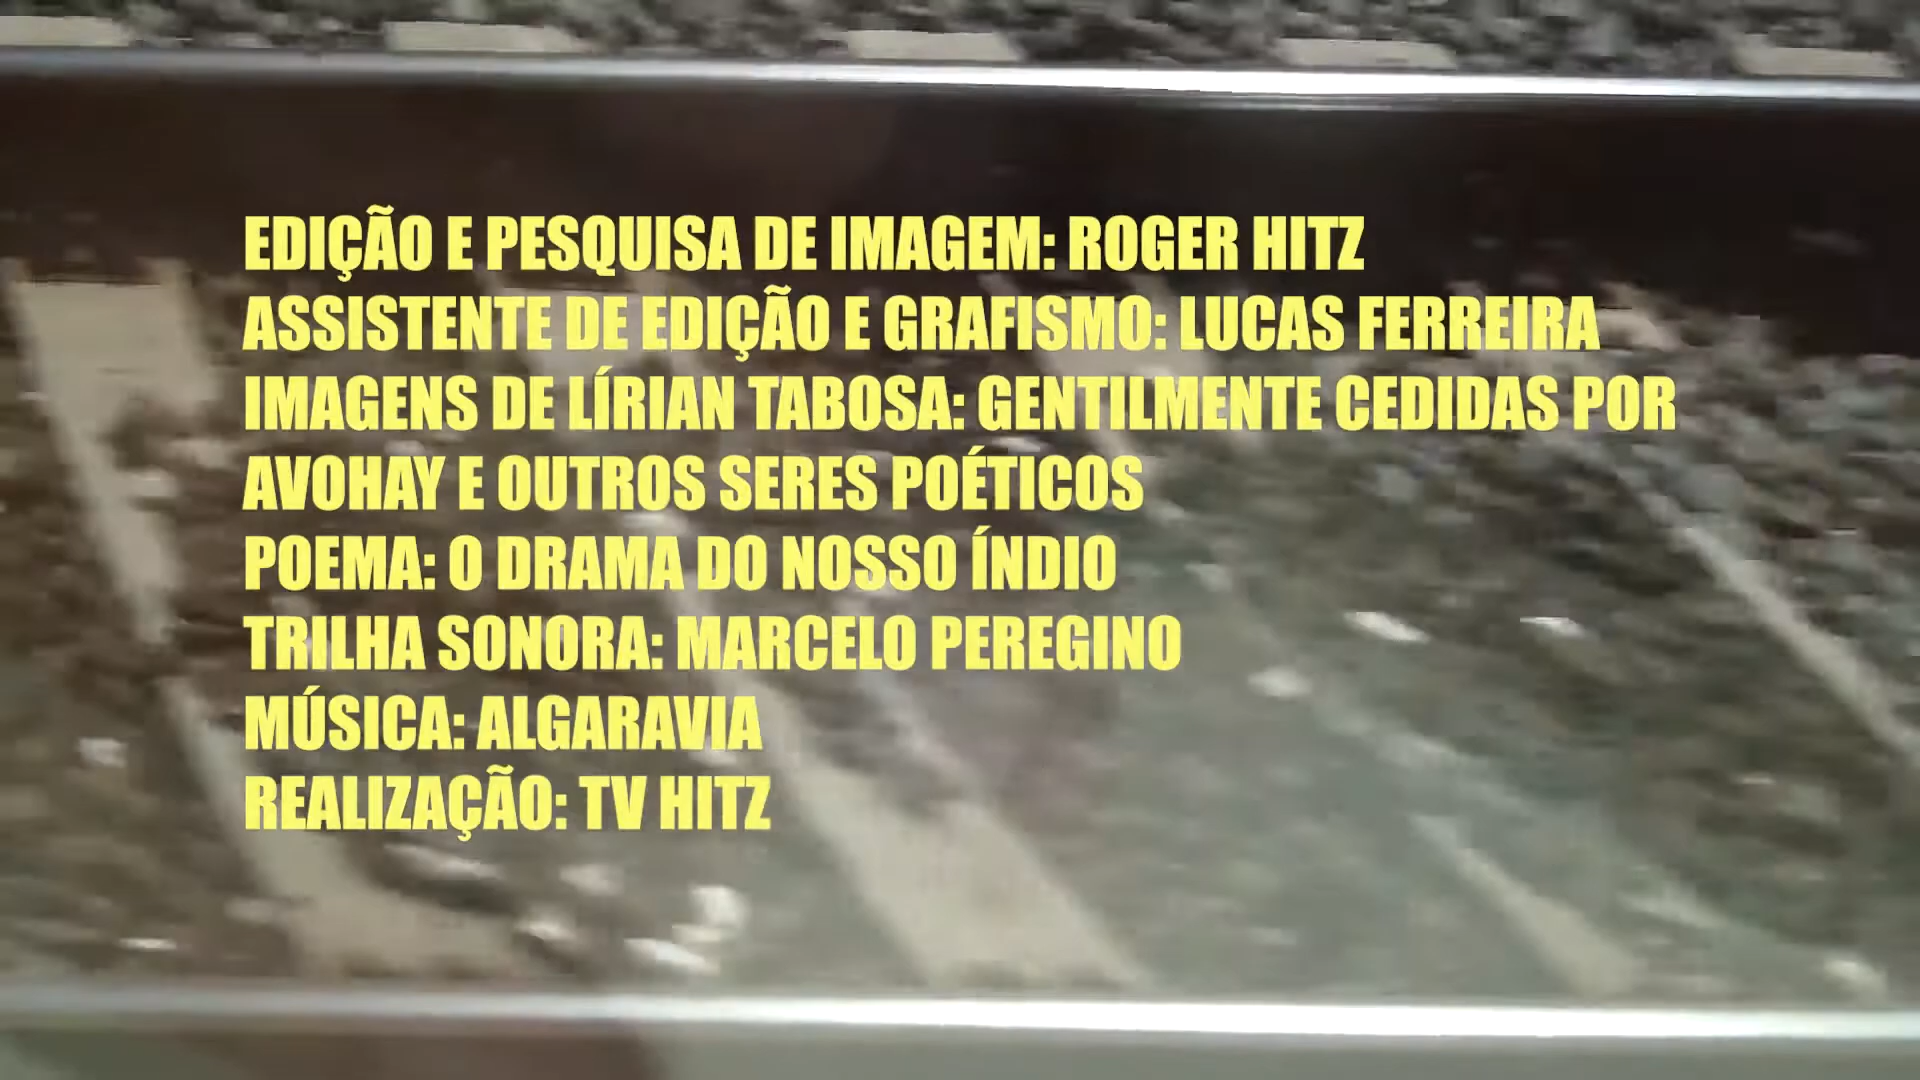 EDIÇÃO E PESQUISA DE IMAGEM: ROGER HITZ
ASSISTENTE DE EDIÇÃO E GRAFISMO: LUCAS FERREIRA
IMAGENS DE LÍRIAN TABOSA: GENTILMENTE CEDIDAS POR
AVOHAY E OUTROS SERES POÉTICOS
POEMA: O DRAMA DO NOSSO ÍNDIO
TRILHA SONORA: MARCELO PEREGINO
MÚSICA: ALGARAVIA
REALIZAÇÃO: TV HITZ